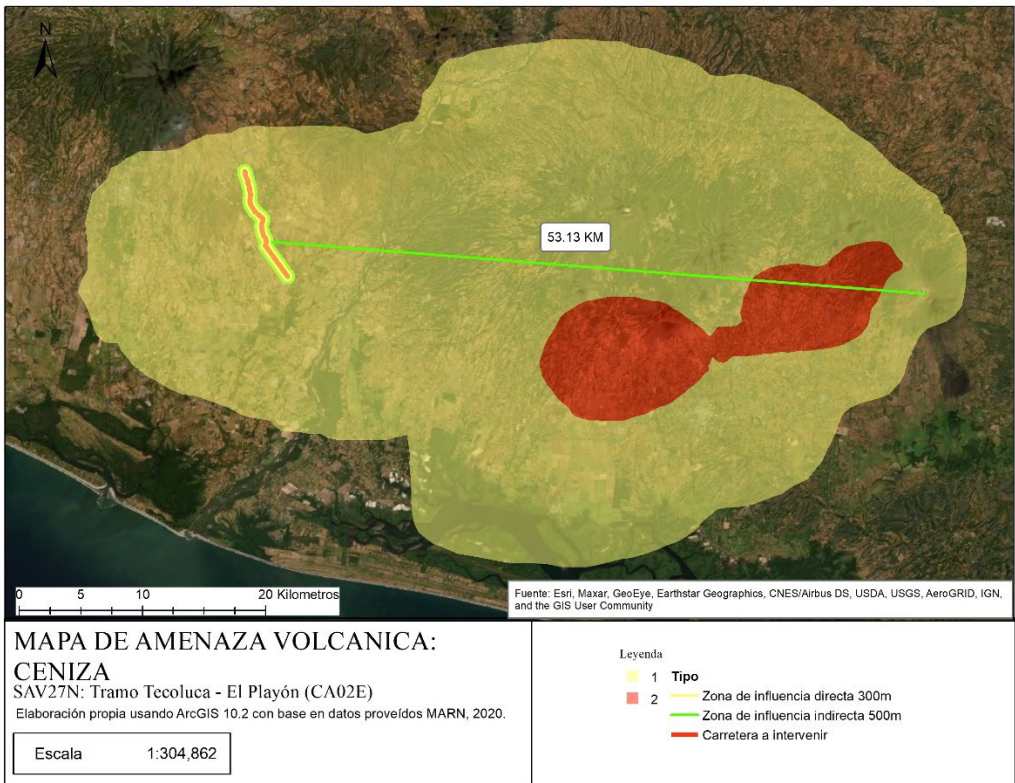 N
53.13 KM
0 5 10 20 Kilometros
Fuente: Esri, Maxar, GeoEye, Earthstar Geographics, CNES/Airbus DS, USDA, USGS, AeroGRID, IGN,
and the GIS User Community
MAPA DE AMENAZA VOLCANICA:
CENIZA
SAV27N: Tramo Tecoluca - El Playón (CA02E)
Elaboración propia usando ArcGIS 10.2 con base en datos proveídos MARN, 2020.
Escala 1:304,862
Leyenda
1 Tipo
2
Zona de influencia directa 300m
Zona de influencia indirecta 500m
Carretera a intervenir